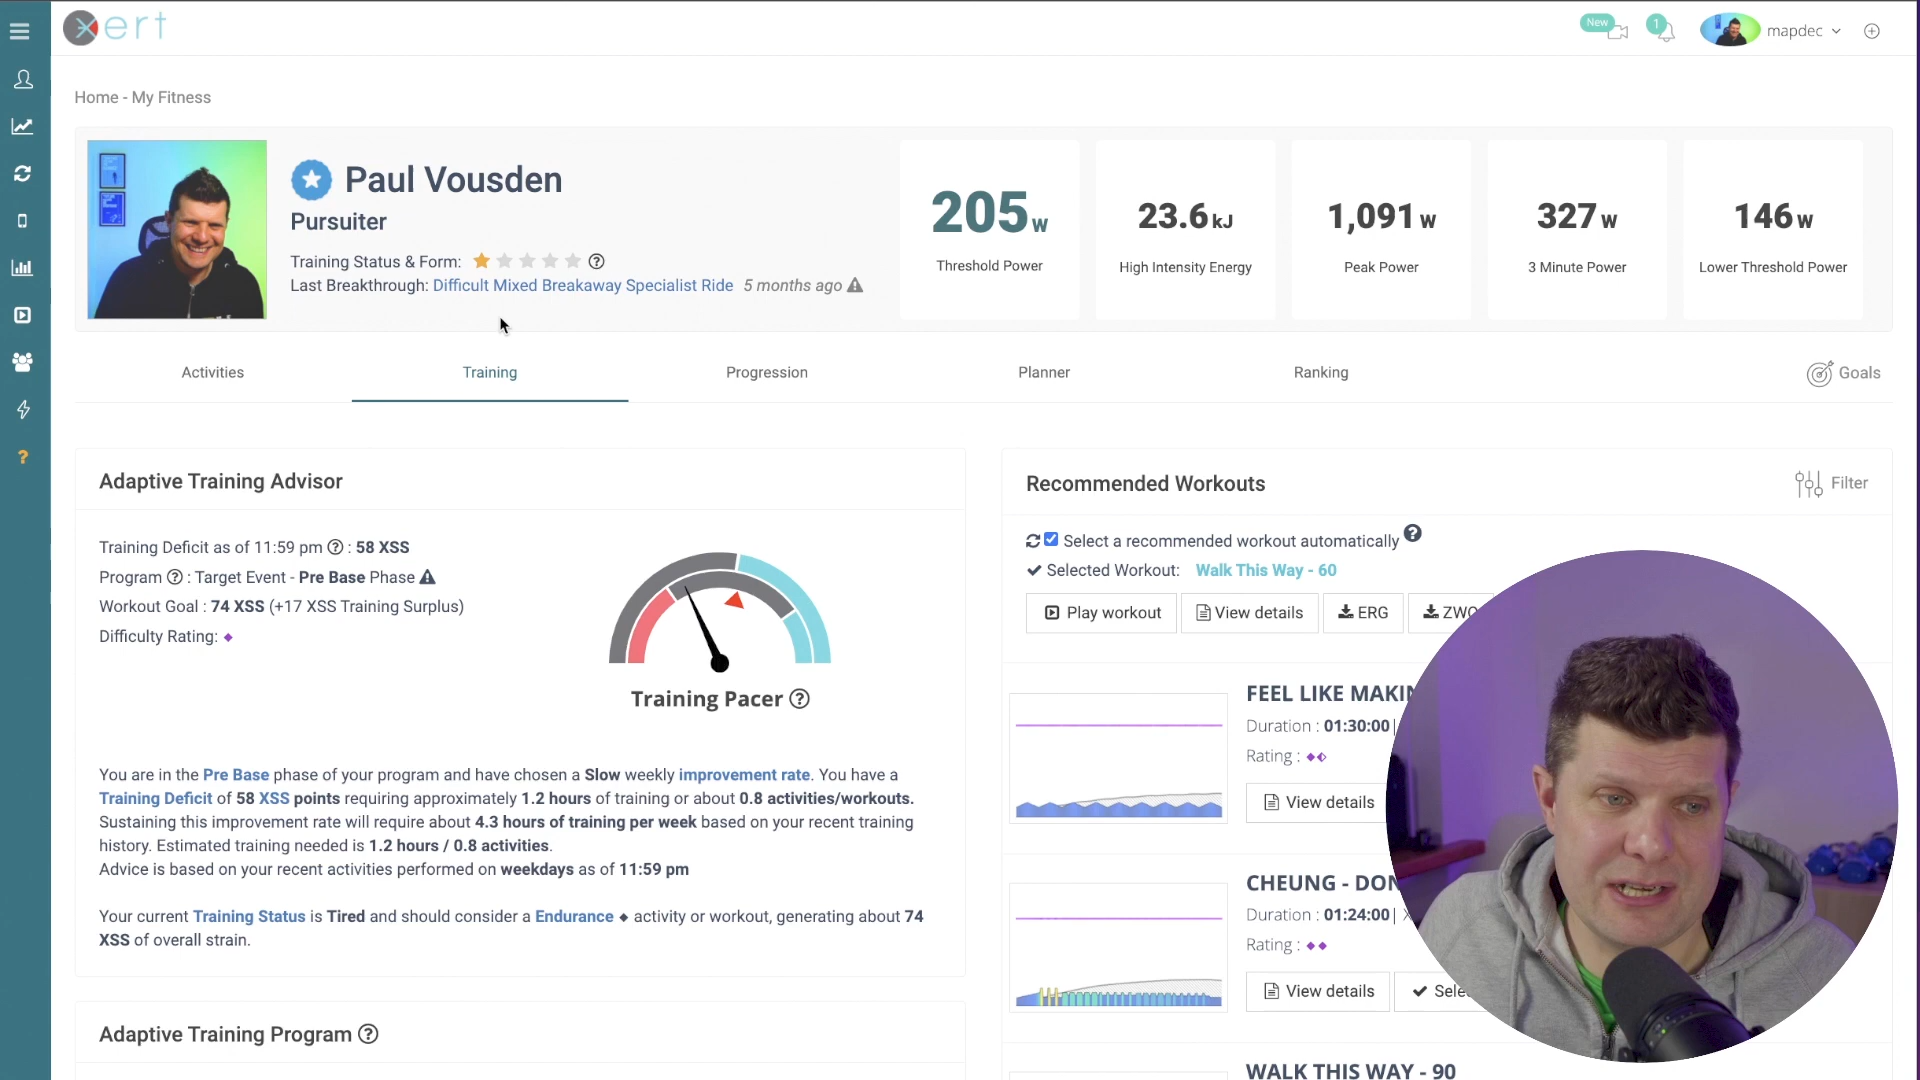 xert
New
1
mapdec
Home - My Fitness
Paul Vousden
Pursuiter
Training Status & Form: ?
Last Breakthrough: Difficult Mixed Breakaway Specialist Ride 5 months ago
205 W
Threshold Power
23.6 kJ
High Intensity Energy
1,091 W
Peak Power
327 W
3 Minute Power
146 W
Lower Threshold Power
Activities
Training
Progression
Planner
Ranking
Goals
?
Adaptive Training Advisor
Training Deficit as of 11:59 pm ? : 58 XSS
Program ? : Target Event - Pre Base Phase
Workout Goal : 74 XSS (+17 XSS Training Surplus)
Difficulty Rating: ◆
Training Pacer ?
You are in the Pre Base phase of your program and have chosen a Slow weekly improvement rate. You have a
Training Deficit of 58 XSS points requiring approximately 1.2 hours of training or about 0.8 activities/workouts.
Sustaining this improvement rate will require about 4.3 hours of training per week based on your recent training
history. Estimated training needed is 1.2 hours / 0.8 activities.
Advice is based on your recent activities performed on weekdays as of 11:59 pm
Your current Training Status is Tired and should consider a Endurance ◆ activity or workout, generating about 74
XSS of overall strain.
Adaptive Training Program ?
Recommended Workouts
Filter
Select a recommended workout automatically ?
Selected Workout: Walk This Way - 60
Play workout
View details
ERG
ZWO
FEEL LIKE MAKIN
Duration : 01:30:00|
Rating :
View details
CHEUNG - DON
Duration : 01:24:00| X
Rating : ◆◆
View details
Sele
WALK THIS WAY - 90